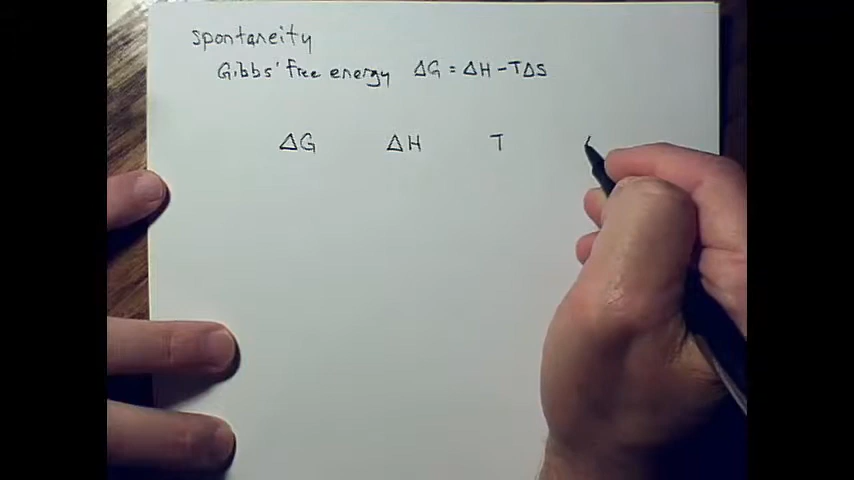 spontaneity
Gibbs' free energy ΔG = ΔH - TΔS
ΔG ΔH T